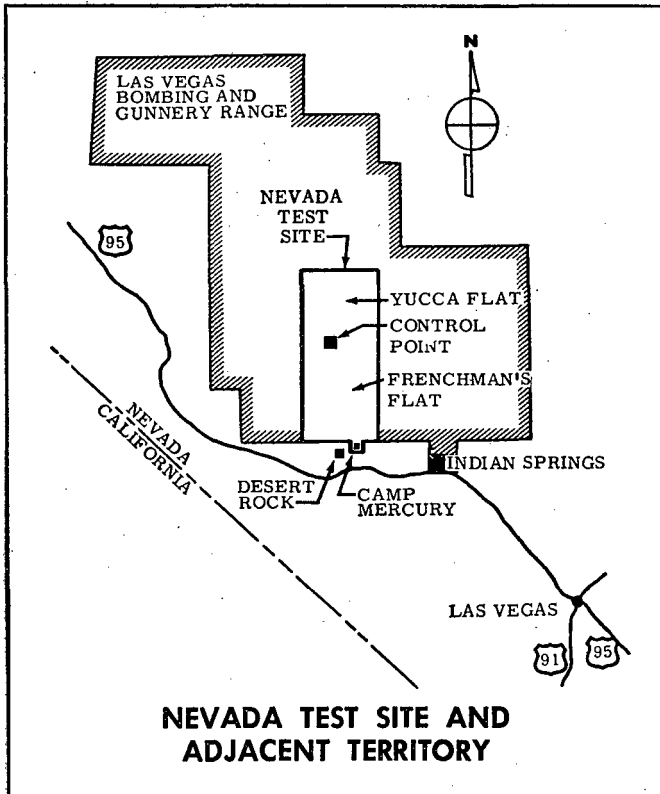 N
LAS VEGAS
BOMBING AND
GUNNERY RANGE
NEVADA
TEST
SITE
95
YUCCA FLAT
CONTROL
POINT
FRENCHMAN'S
FLAT
NEVADA
CALIFORNIA
INDIAN SPRINGS
DESERT
ROCK
CAMP
MERCURY
LAS VEGAS
91
95
NEVADA TEST SITE AND
ADJACENT TERRITORY